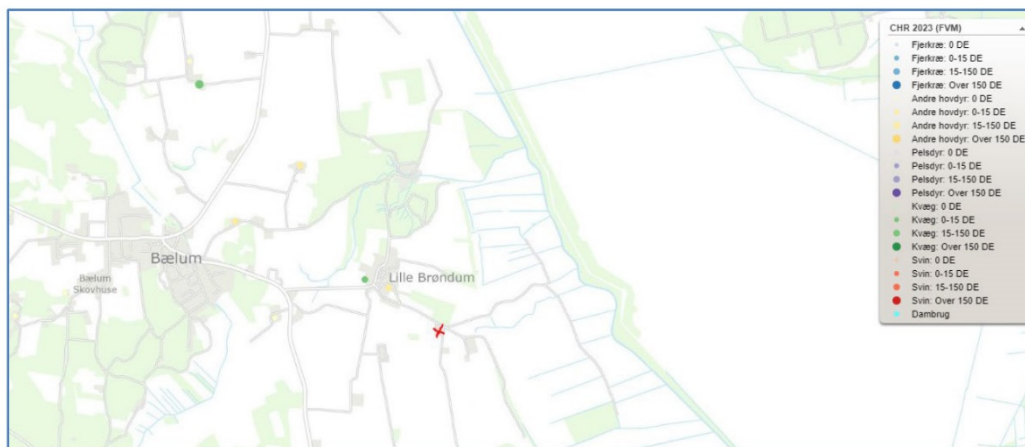 CHR 2023 (FVM)
Fjerkræ: 0 DE
Fjerkræ: 0-15 DE
Fjerkræ: 15-150 DE
Fjerkræ: Over 150 DE
Andre hovdyr: 0 DE
Andre hovdyr: 0-15 DE
Andre hovdyr: 15-150 DE
Andre hovdyr: Over 150 DE
Pelsdyr: 0 DE
Pelsdyr: 0-15 DE
Pelsdyr: 15-150 DE
Pelsdyr: Over 150 DE
Kvæg: 0 DE
Kvæg: 0-15 DE
Kvæg: 15-150 DE
Kvæg: Over 150 DE
Svin: 0 DE
Svin: 0-15 DE
Svin: 15-150 DE
Svin: Over 150 DE
Dambrug
Bælum
Bælum
Skovhuse
Lille Brøndum